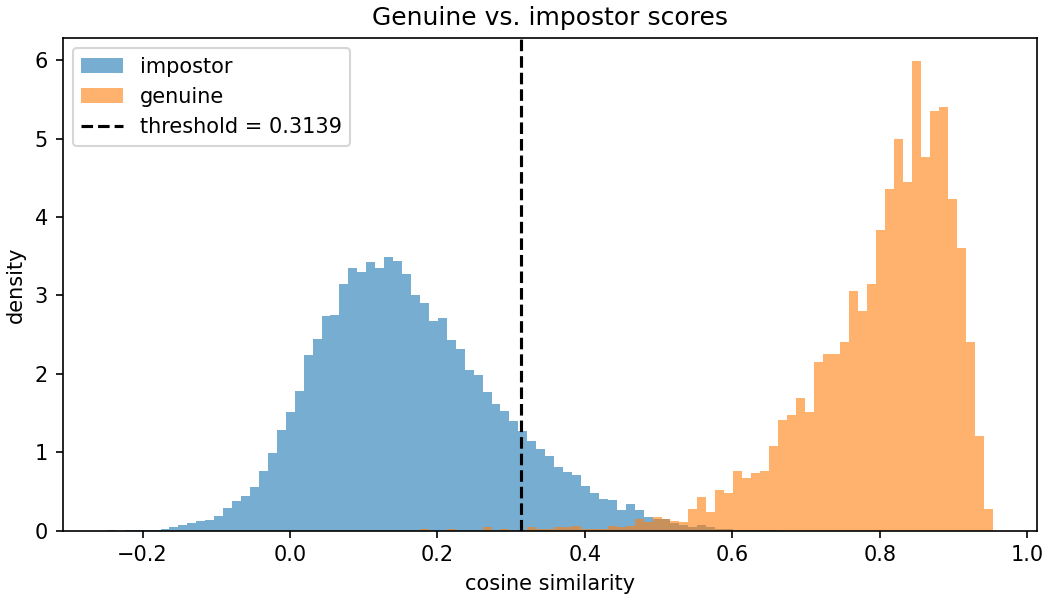 Genuine vs. impostor scores
impostor
genuine
threshold = 0.3139
density
6
5
4
3
2
1
0
−0.2
0.0
0.2
0.4
0.6
0.8
1.0
cosine similarity